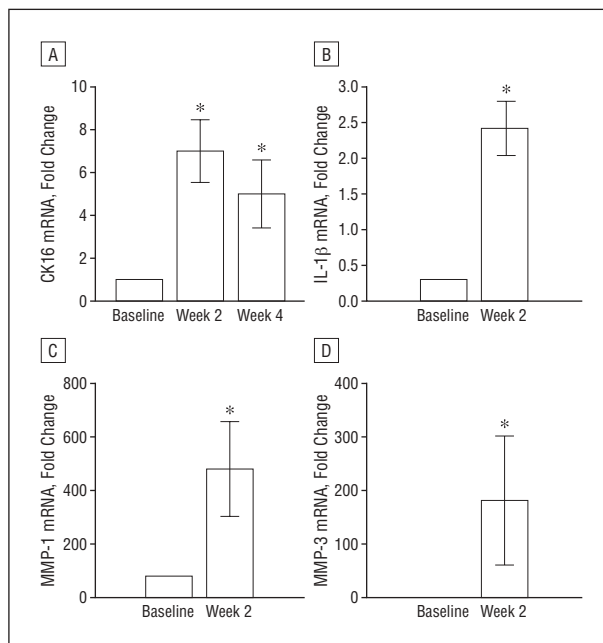 A
CK16 mRNA, Fold Change
10
8
6
4
2
0
*
*
Baseline Week 2 Week 4
B
IL-1β mRNA, Fold Change
3.0
2.5
2.0
1.5
1.0
0.5
0.0
*
Baseline Week 2
C
MMP-1 mRNA, Fold Change
800
600
400
200
0
*
Baseline Week 2
D
MMP-3 mRNA, Fold Change
400
300
200
100
0
*
Baseline Week 2